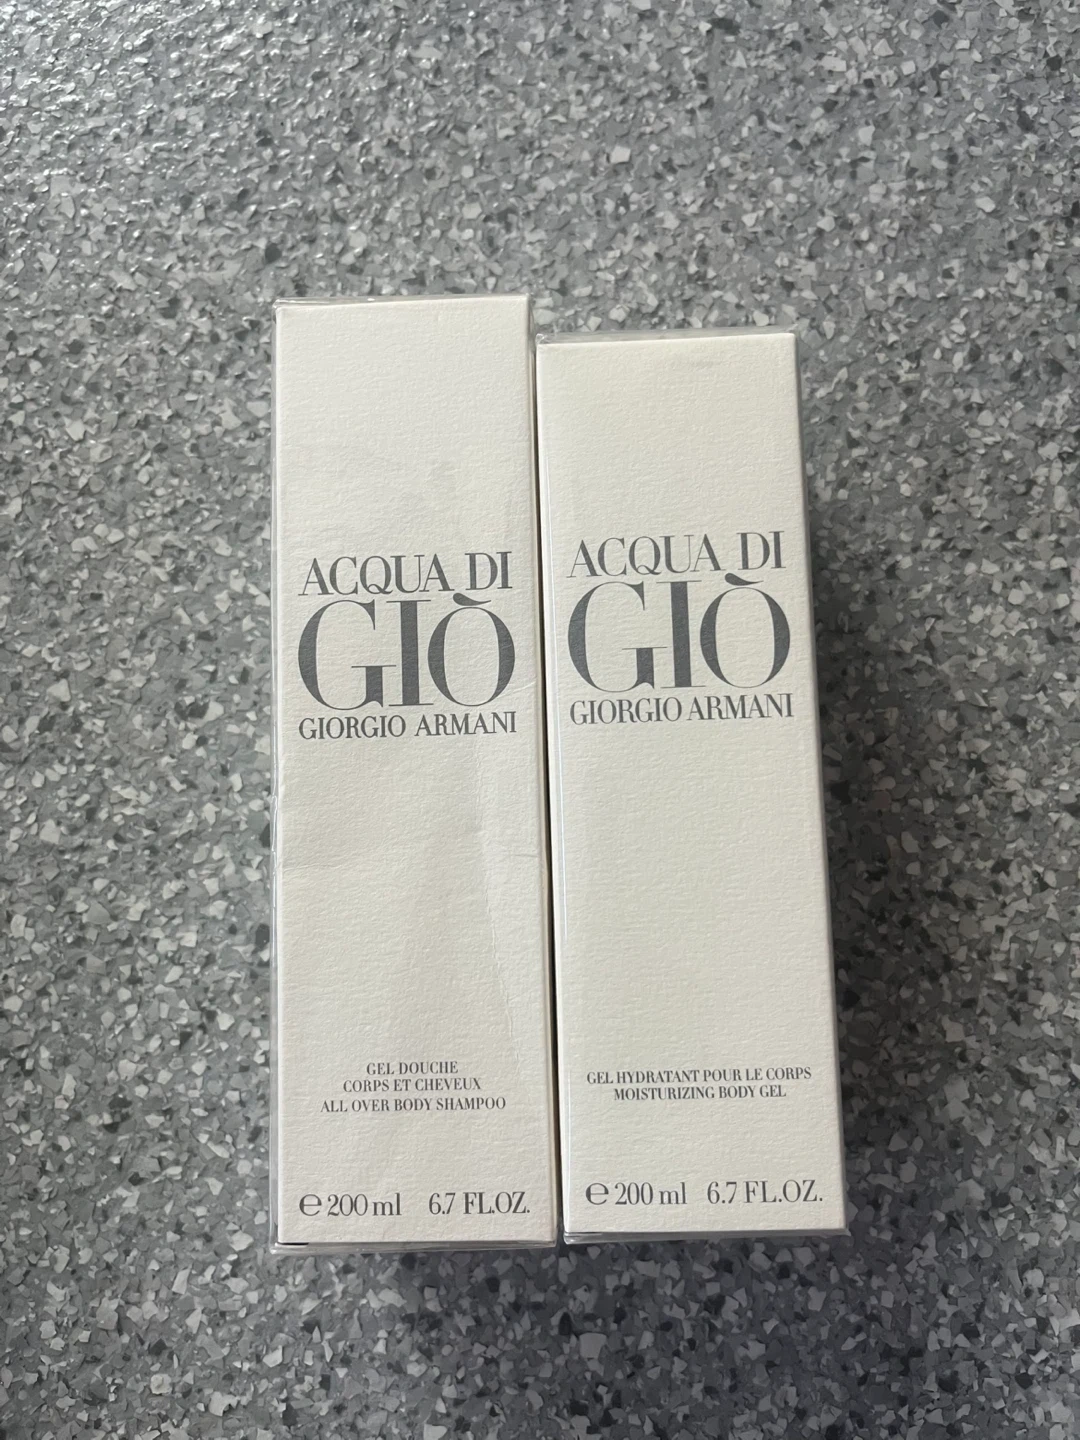 ACQUA DI
GIÒ
GIORGIO ARMANI
GEL DOUCHE
CORPS ET CHEVEUX
ALL OVER BODY SHAMPOO
℮ 200 ml 6.7 FL.OZ.
ACQUA DI
GIÒ
GIORGIO ARMANI
GEL HYDRATANT POUR LE CORPS
MOISTURIZING BODY GEL
℮ 200 ml 6.7 FL.OZ.